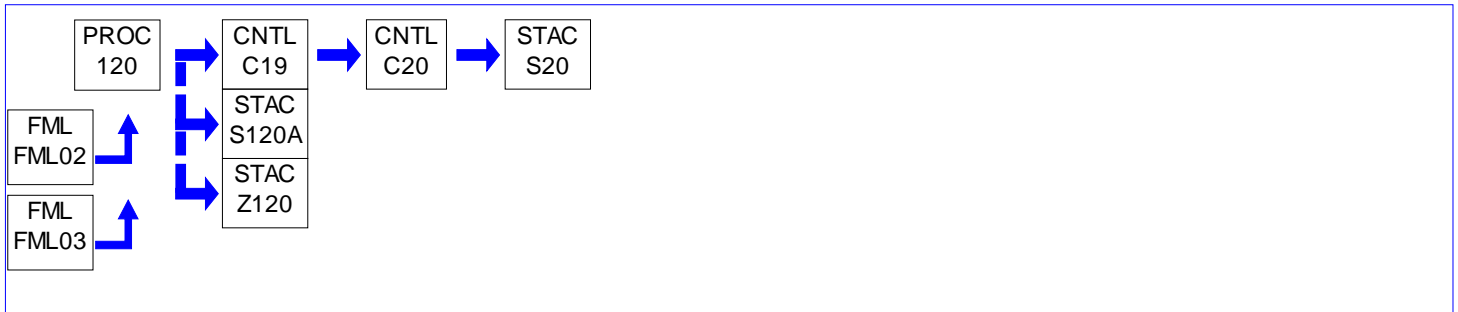 PROC
120
CNTL
C19
CNTL
C20
STAC
S20
STAC
S120A
STAC
Z120
FML
FML02
FML
FML03